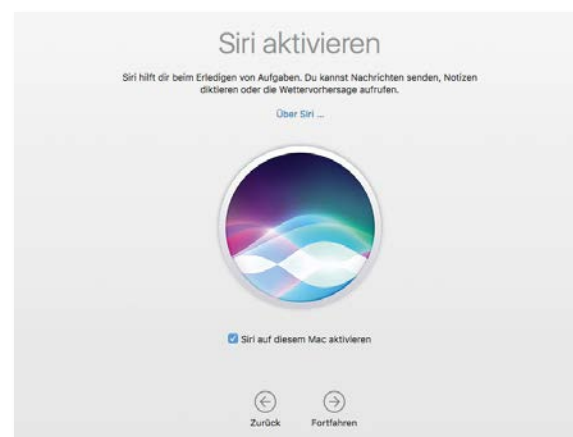 Siri aktivieren
Siri hilft dir beim Erledigen von Aufgaben. Du kannst Nachrichten senden, Notizen
diktieren oder die Wettervorhersage aufrufen.
Über Siri ...
Siri auf diesem Mac aktivieren
Zurück Fortfahren